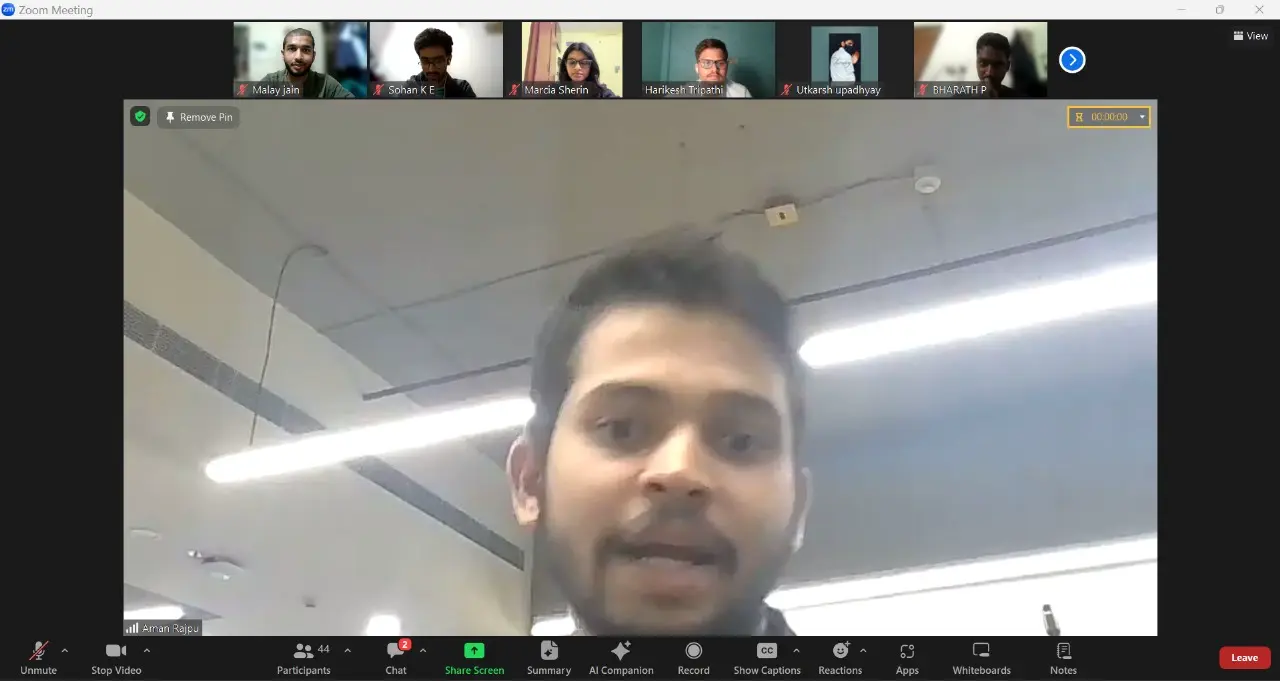 zm Zoom Meeting
View
Malay jain
Sohan K E
Marcia Sherin
Harikesh Tripathi
Utkarsh upadhyay
BHARATH P
Remove Pin
00:00:00
Aman Rajpu
Unmute
Stop Video
Participants 44
Chat 2
Share Screen
Summary
AI Companion
Record
CC Show Captions
Reactions
Apps
Whiteboards
Notes
Leave